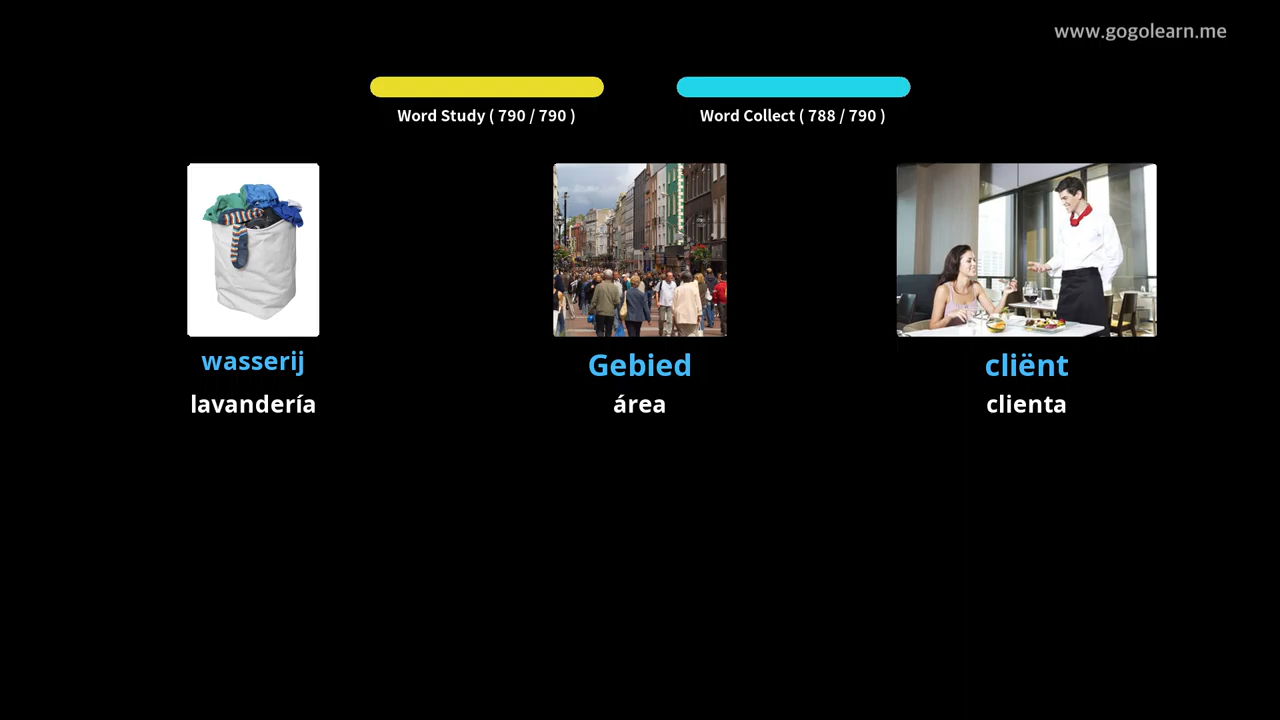 www.gogolearn.me
Word Study ( 790 / 790 )
Word Collect ( 788 / 790 )
wasserij
Gebied
cliënt
lavandería
área
clienta